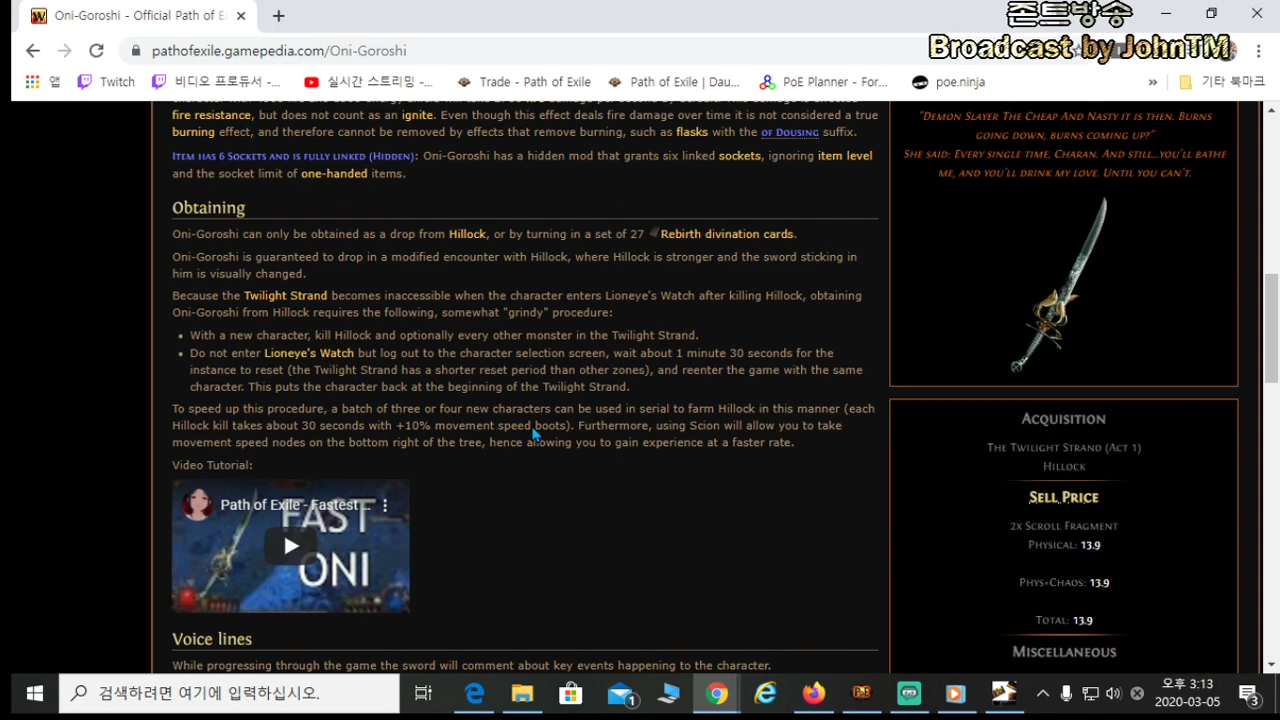 Oni-Goroshi - Official Path of E
존트방송
Broadcast by JohnTM
pathofexile.gamepedia.com/Oni-Goroshi
앱
Twitch
비디오 프로듀서 -...
실시간 스트리밍 -...
Trade - Path of Exile
Path of Exile | Dau...
PoE Planner - For...
poe.ninja
»
기타 북마크
fire resistance, but does not count as an ignite. Even though this effect deals fire damage over time it is not considered a true
burning effect, and therefore cannot be removed by effects that remove burning, such as flasks with the of Dousing suffix.
Item has 6 Sockets and is fully linked (Hidden): Oni-Goroshi has a hidden mod that grants six linked sockets, ignoring item level
and the socket limit of one-handed items.
Obtaining
Oni-Goroshi can only be obtained as a drop from Hillock, or by turning in a set of 27 Rebirth divination cards.
Oni-Goroshi is guaranteed to drop in a modified encounter with Hillock, where Hillock is stronger and the sword sticking in
him is visually changed.
Because the Twilight Strand becomes inaccessible when the character enters Lioneye's Watch after killing Hillock, obtaining
Oni-Goroshi from Hillock requires the following, somewhat "grindy" procedure:
• With a new character, kill Hillock and optionally every other monster in the Twilight Strand.
• Do not enter Lioneye's Watch but log out to the character selection screen, wait about 1 minute 30 seconds for the
instance to reset (the Twilight Strand has a shorter reset period than other zones), and reenter the game with the same
character. This puts the character back at the beginning of the Twilight Strand.
To speed up this procedure, a batch of three or four new characters can be used in serial to farm Hillock in this manner (each
Hillock kill takes about 30 seconds with +10% movement speed boots). Furthermore, using Scion will allow you to take
movement speed nodes on the bottom right of the tree, hence allowing you to gain experience at a faster rate.
Video Tutorial:
Path of Exile - Fastest ...
FAST
ONI
Voice lines
While progressing through the game the sword will comment about key events happening to the character.
"Demon Slayer the Cheap And Nasty it is then. Burns
going down, burns coming up?"
She said: Every single time, Charan. And still...you'll bathe
me, and you'll drink my love. Until you can't.
Acquisition
The Twilight Strand (Act 1)
Hillock
Sell Price
2x Scroll Fragment
Physical: 13.9
Phys+Chaos: 13.9
Total: 13.9
Miscellaneous
검색하려면 여기에 입력하십시오.
1
PoB
오후 3:13
2020-03-05
3